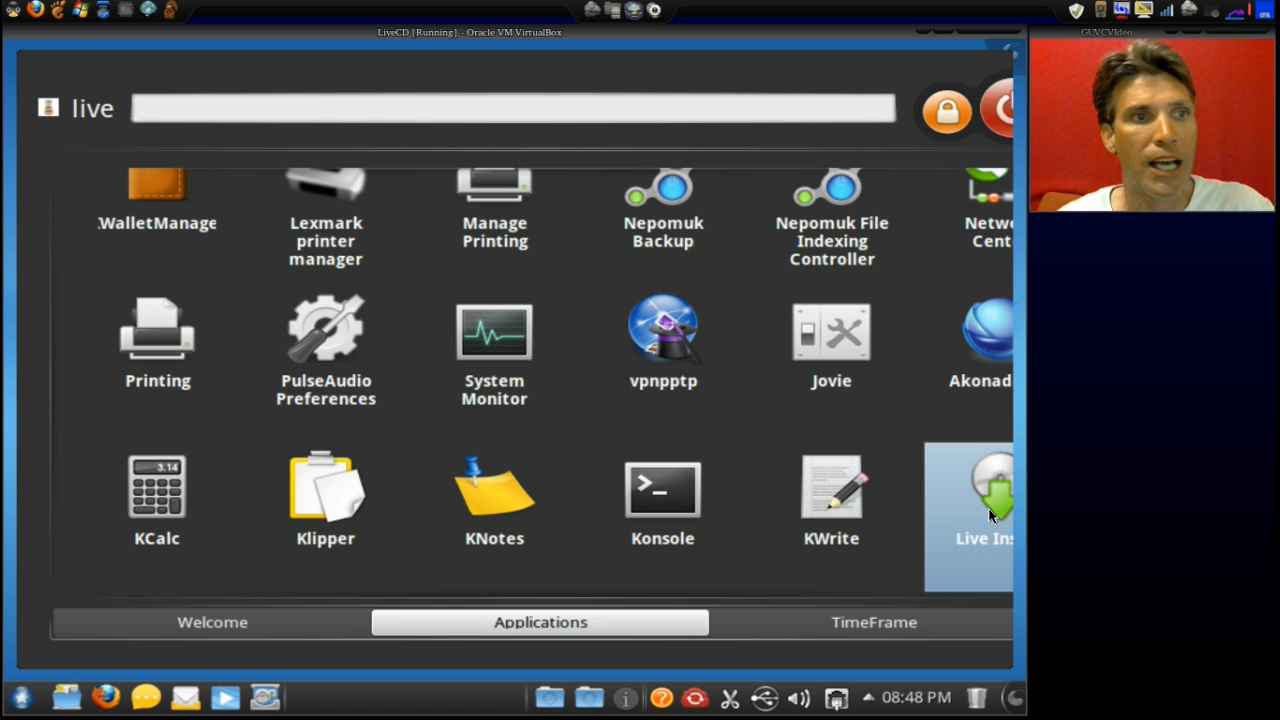 LiveCD [Running] - Oracle VM VirtualBox
GUVCVIdeo
live
.WalletManage
Lexmark
printer
manager
Manage
Printing
Nepomuk
Backup
Nepomuk File
Indexing
Controller
Netw
Cent
Printing
PulseAudio
Preferences
System
Monitor
vpnpptp
Jovie
Akonad
3.14
KCalc
Klipper
KNotes
Konsole
KWrite
Live Ins
Welcome
Applications
TimeFrame
08:48 PM